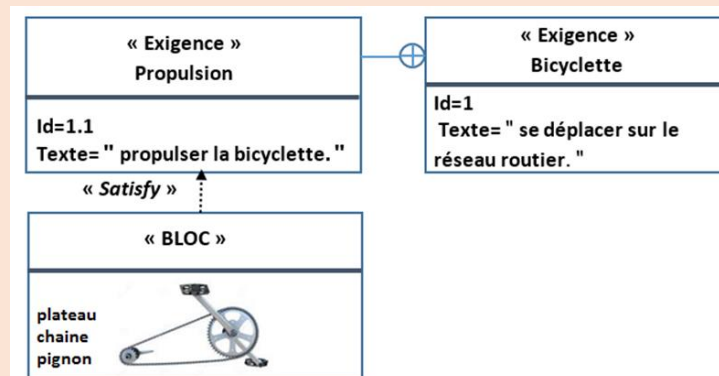 « Exigence »
Propulsion
Id=1.1
Texte= " propulser la bicyclette. "
« Exigence »
Bicyclette
Id=1
Texte= " se déplacer sur le
réseau routier. "
« Satisfy »
« BLOC »
plateau
chaine
pignon